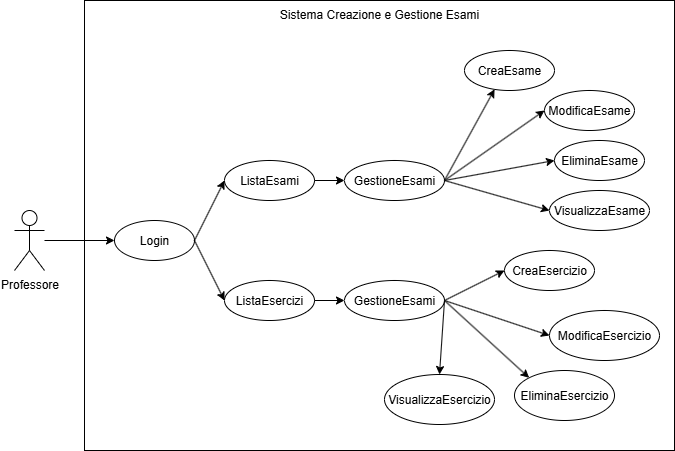 Sistema Creazione e Gestione Esami
CreaEsame
ModificaEsame
EliminaEsame
VisualizzaEsame
ListaEsami
GestioneEsami
Login
Professore
ListaEsercizi
GestioneEsami
CreaEsercizio
ModificaEsercizio
EliminaEsercizio
VisualizzaEsercizio